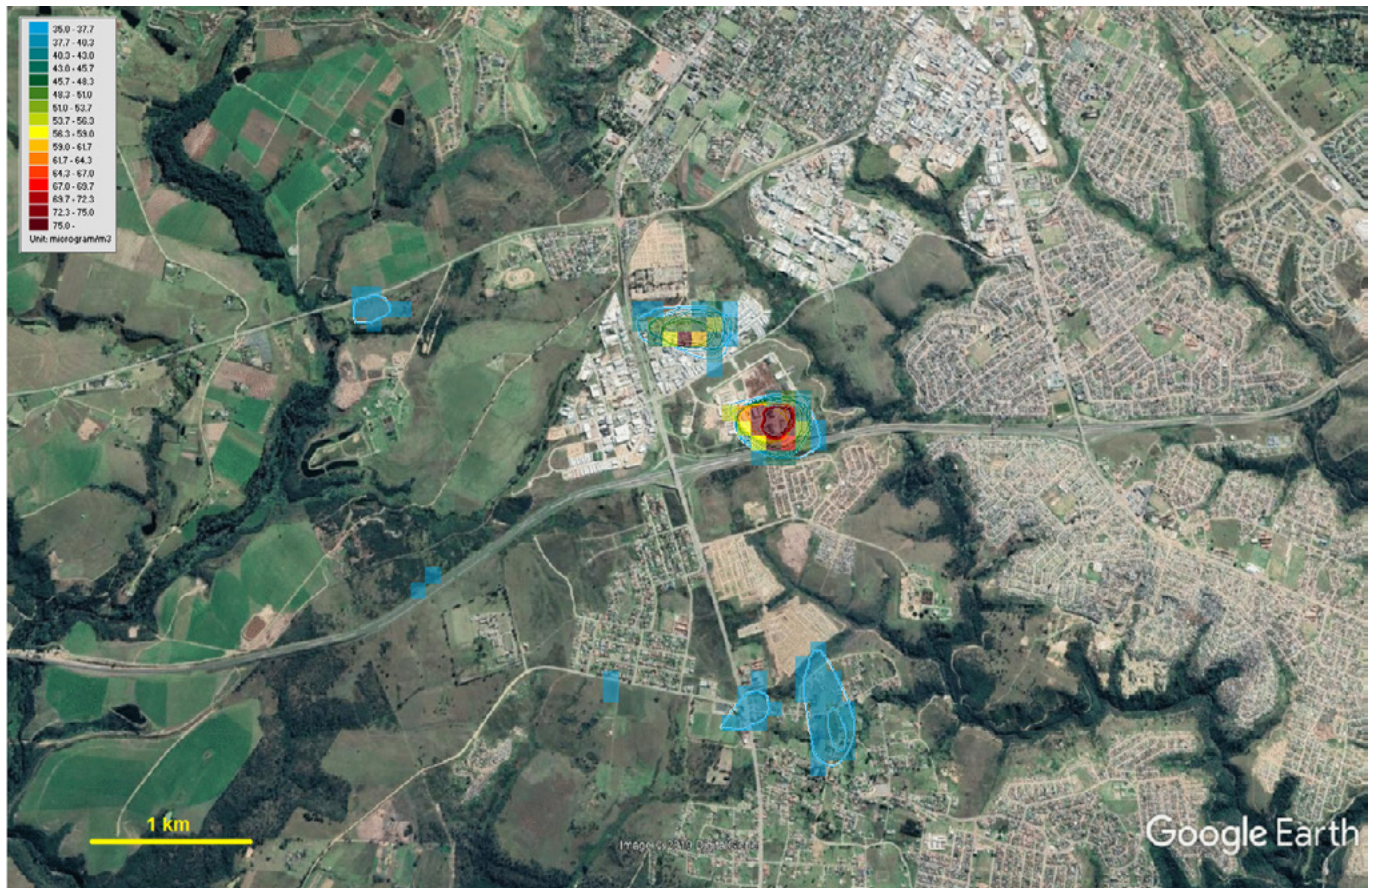 35.0 - 37.7
37.7 - 40.3
40.3 - 43.0
43.0 - 45.7
45.7 - 48.3
48.3 - 51.0
51.0 - 53.7
53.7 - 56.3
56.3 - 59.0
59.0 - 61.7
61.7 - 64.3
64.3 - 67.0
67.0 - 69.7
69.7 - 72.3
72.3 - 75.0
75.0 -
Unit: microgram/m3
1 km
Google Earth